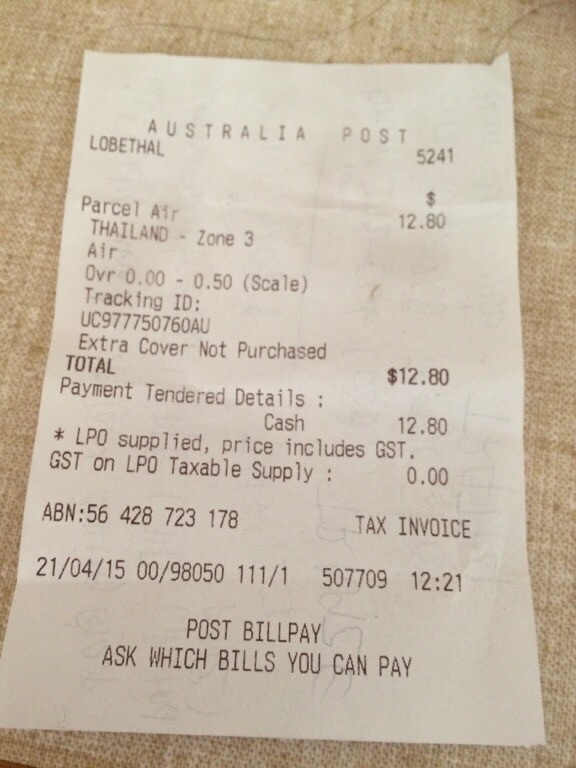 AUSTRALIA POST
LOBETHAL 5241
$
Parcel Air 12.80
THAILAND - Zone 3
Air
Ovr 0.00 - 0.50 (Scale)
Tracking ID:
UC977750760AU
Extra Cover Not Purchased
TOTAL $12.80
Payment Tendered Details :
Cash 12.80
* LPO supplied, price includes GST.
GST on LPO Taxable Supply : 0.00
ABN:56 428 723 178 TAX INVOICE
21/04/15 00/98050 111/1 507709 12:21
POST BILLPAY
ASK WHICH BILLS YOU CAN PAY